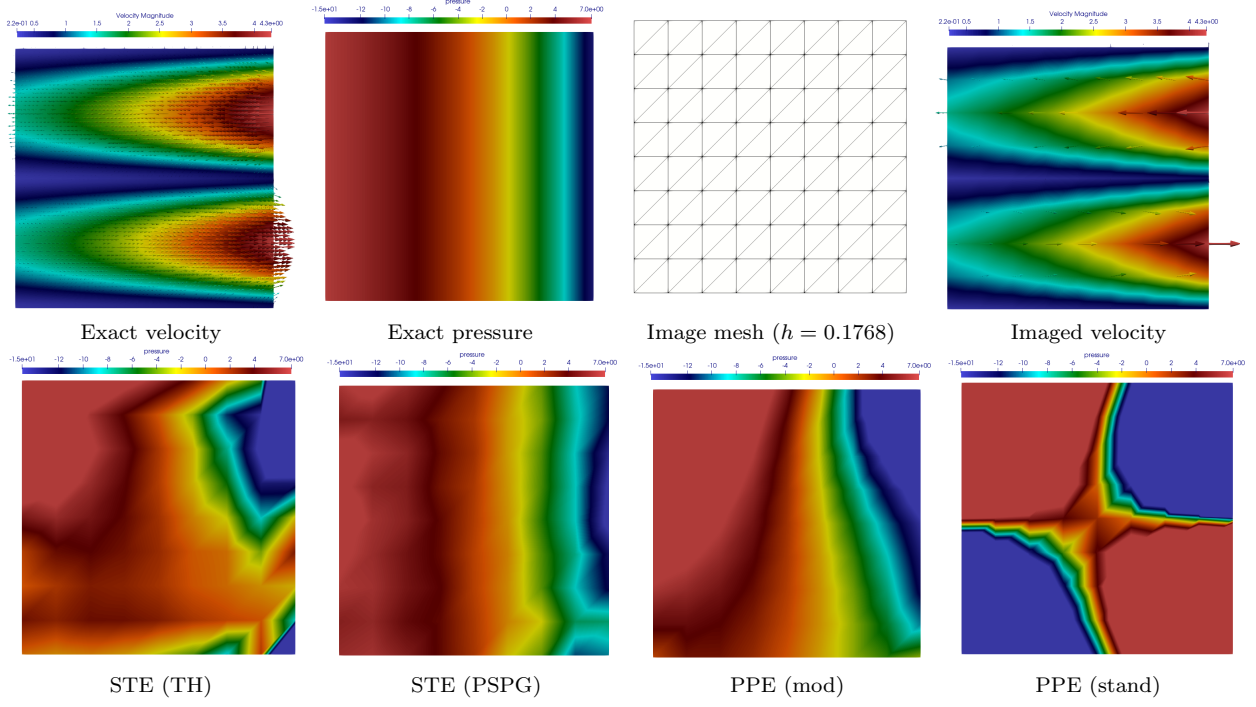 Velocity Magnitude
2.2e-01 0.5 1 1.5 2 2.5 3 3.5 4 4.3e+00
pressure
-1.5e+01 -12 -10 -8 -6 -4 -2 0 2 4 7.0e+00
Velocity Magnitude
2.2e-01 0.5 1 1.5 2 2.5 3 3.5 4 4.3e+00
Exact velocity
Exact pressure
Image mesh (h = 0.1768)
Imaged velocity
pressure
-1.5e+01 -12 -10 -8 -6 -4 -2 0 2 4 7.0e+00
pressure
-1.5e+01 -12 -10 -8 -6 -4 -2 0 2 4 7.0e+00
pressure
-1.5e+01 -12 -10 -8 -6 -4 -2 0 2 4 7.0e+00
pressure
-1.5e+01 -12 -10 -8 -6 -4 -2 0 2 4 7.0e+00
STE (TH)
STE (PSPG)
PPE (mod)
PPE (stand)